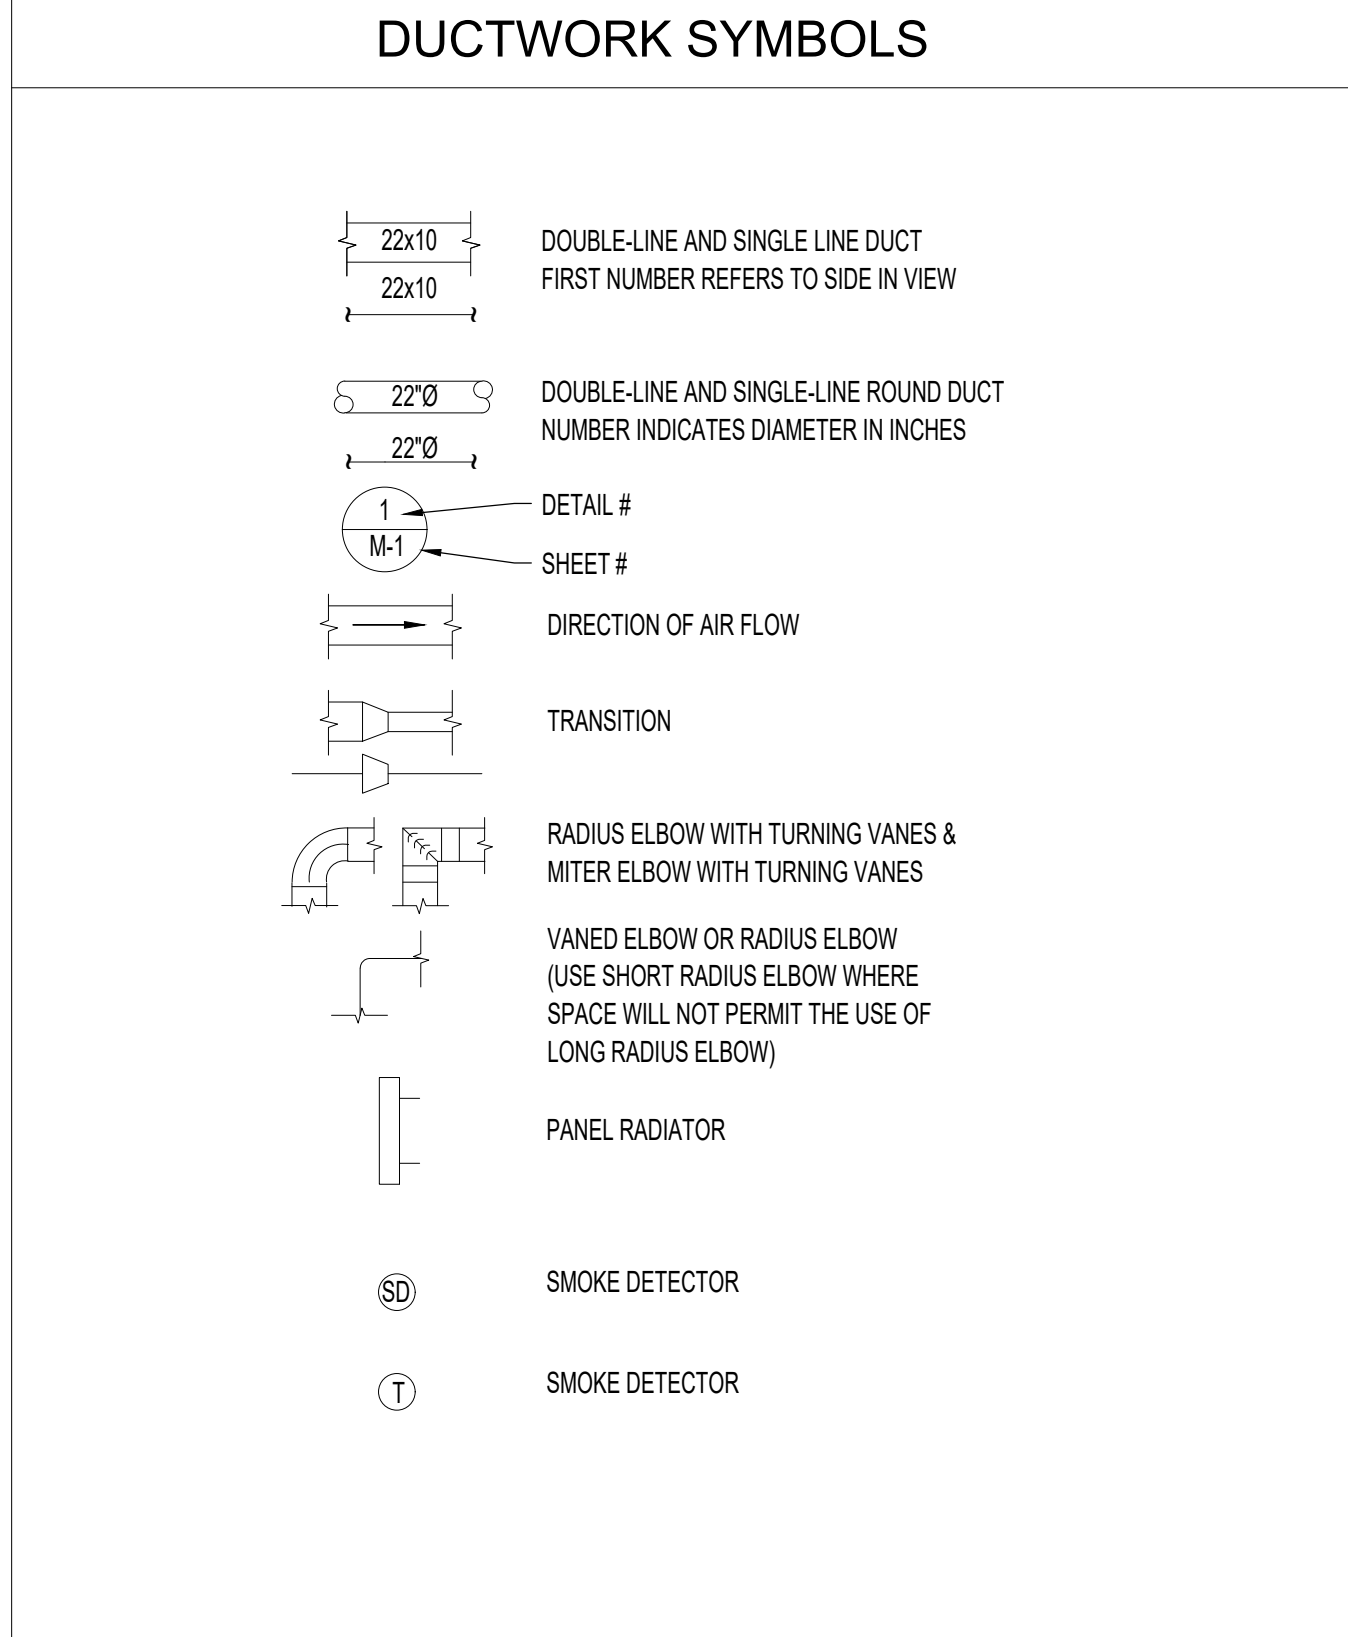 DUCTWORK SYMBOLS
22x10
DOUBLE-LINE AND SINGLE LINE DUCT
FIRST NUMBER REFERS TO SIDE IN VIEW
22x10
22"Ø
DOUBLE-LINE AND SINGLE-LINE ROUND DUCT
NUMBER INDICATES DIAMETER IN INCHES
22"Ø
1
DETAIL #
M-1
SHEET #
DIRECTION OF AIR FLOW
TRANSITION
RADIUS ELBOW WITH TURNING VANES &
MITER ELBOW WITH TURNING VANES
VANED ELBOW OR RADIUS ELBOW
(USE SHORT RADIUS ELBOW WHERE
SPACE WILL NOT PERMIT THE USE OF
LONG RADIUS ELBOW)
PANEL RADIATOR
SD
SMOKE DETECTOR
T
SMOKE DETECTOR